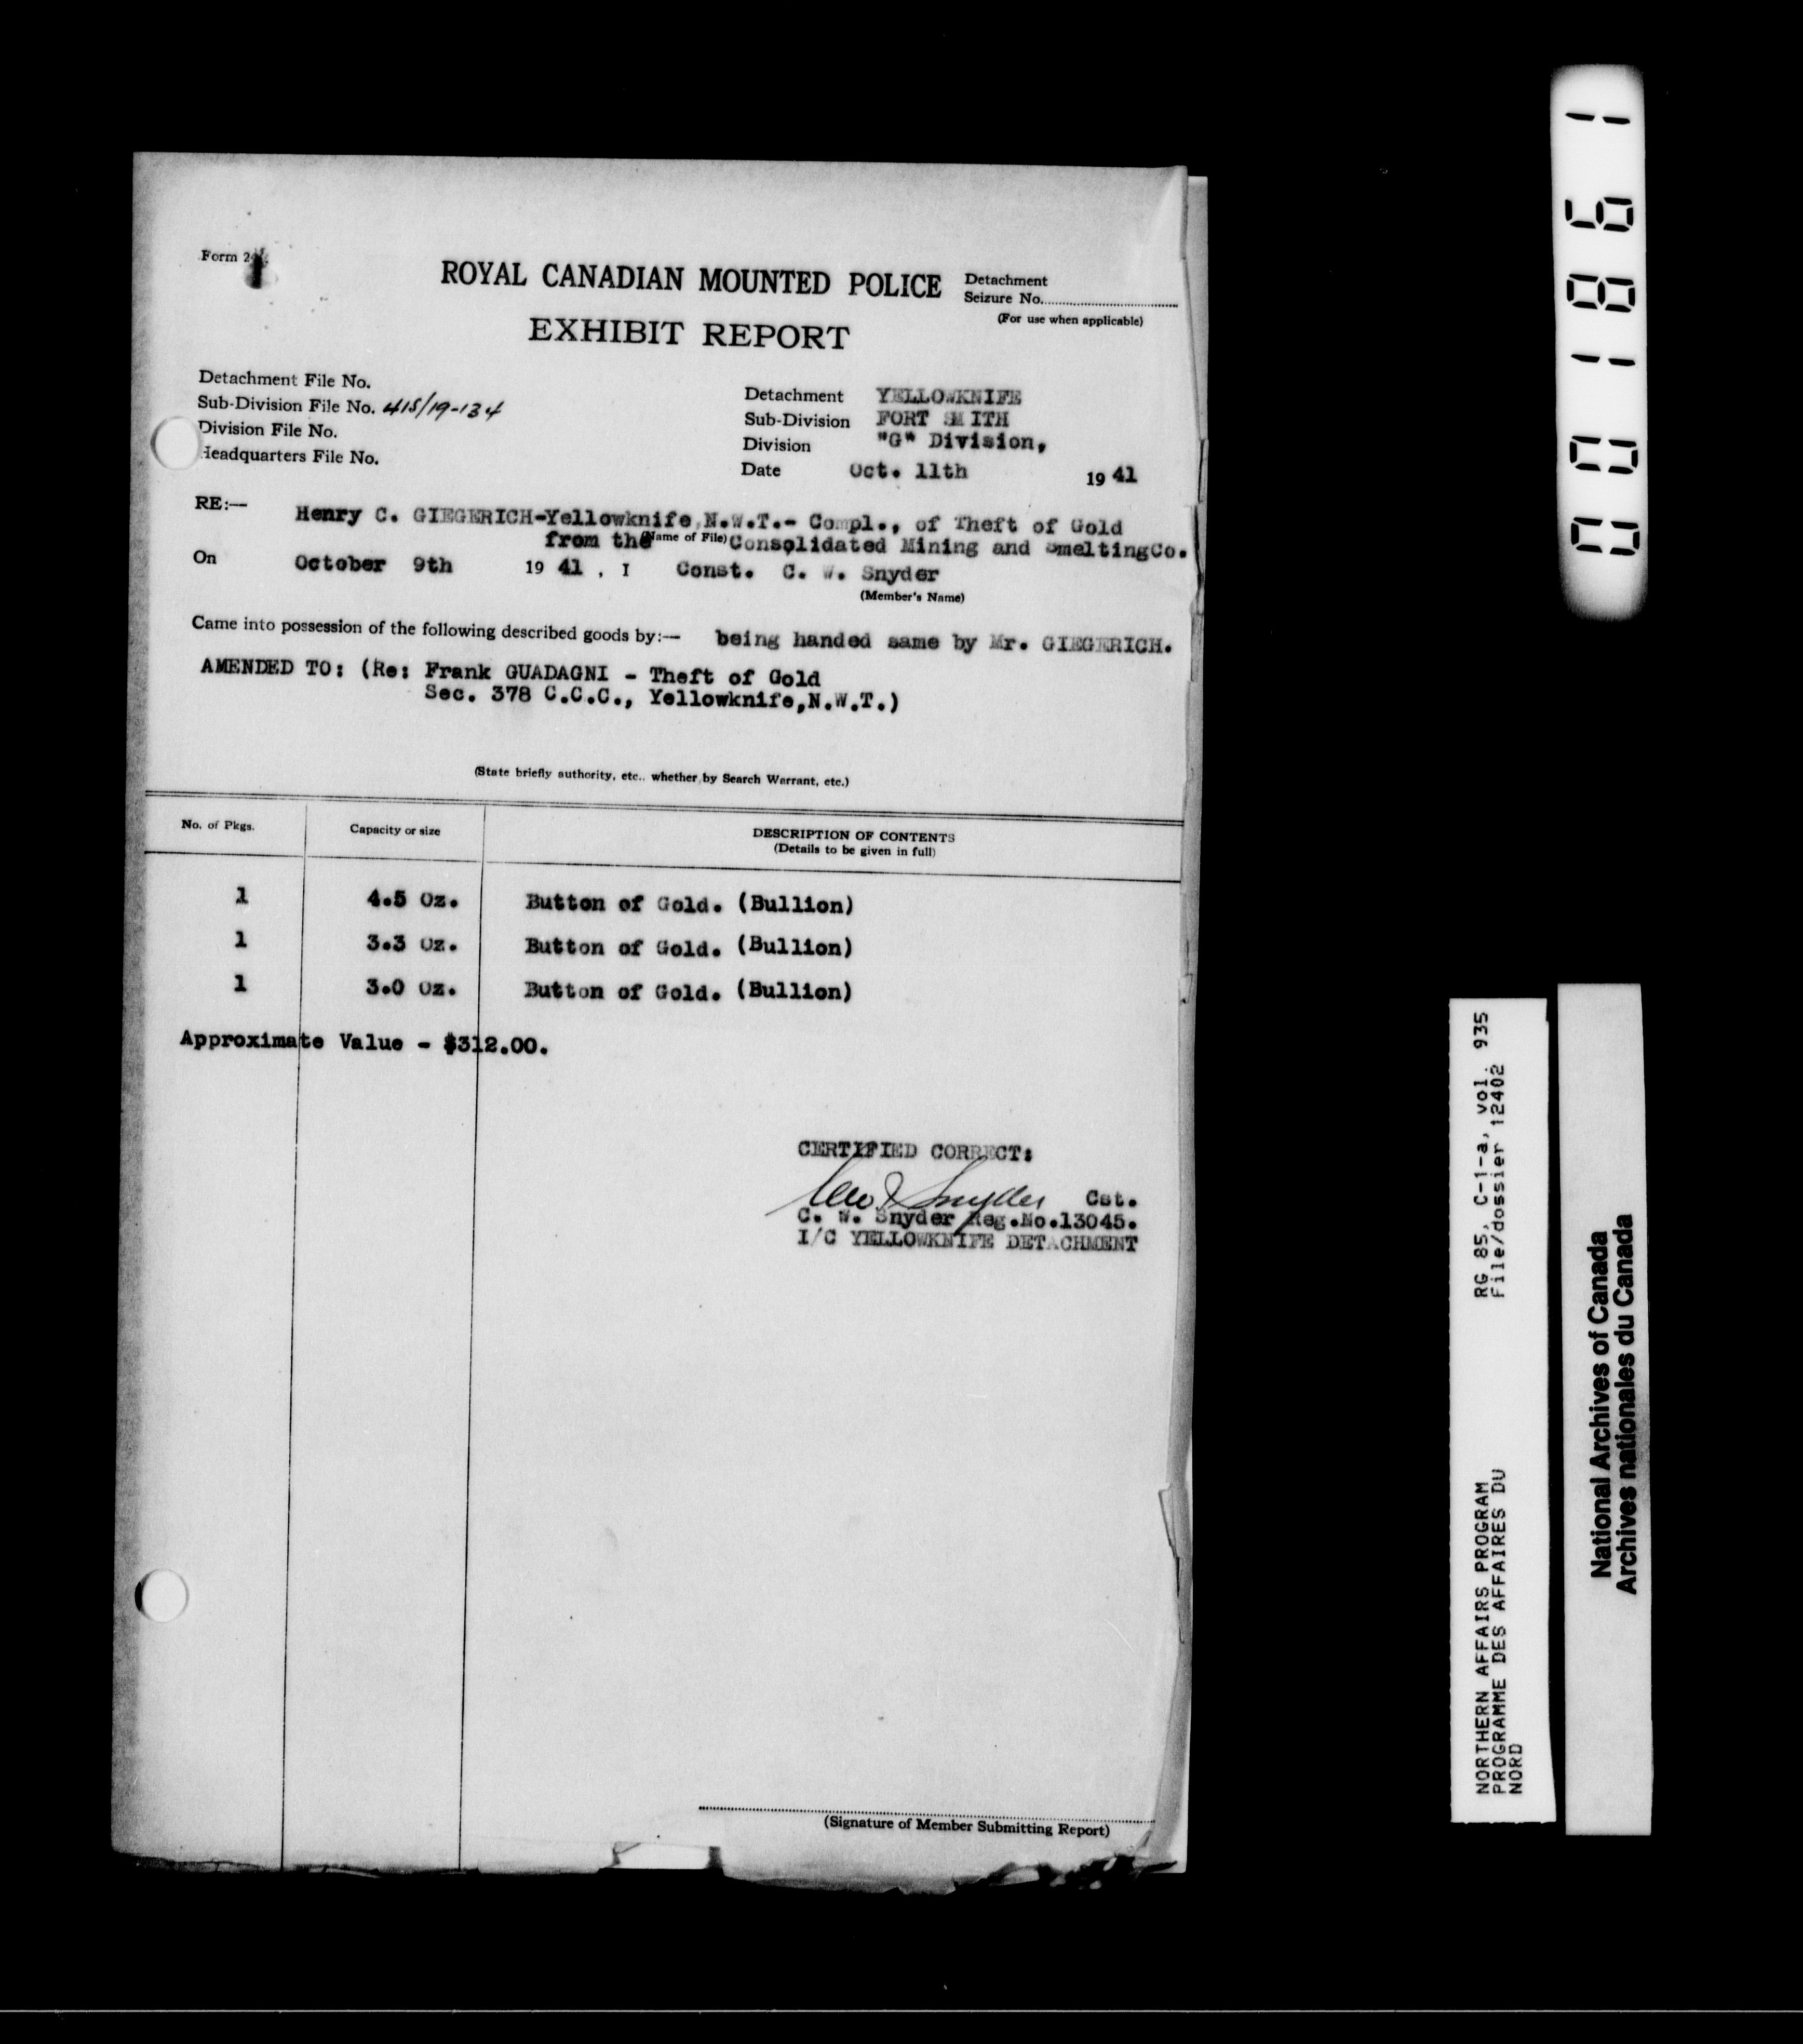 Form 2
ROYAL CANADIAN MOUNTED POLICE
Detachment
Seizure No.
(For use when applicable)
EXHIBIT REPORT
Detachment File No.
Sub-Division File No. 415/19-134
Division File No.
Headquarters File No.
Detachment YELLOWKNIFE
Sub-Division FORT SMITH
Division "G" Division,
Date Oct. 11th 1941
RE:— Henry C. GIEGERICH-Yellowknife,N.W.T.- Compl., of Theft of Gold
from the (Name of File) Consolidated Mining and SmeltingCo.
On October 9th 1941, I Const. C. W. Snyder
(Member's Name)
Came into possession of the following described goods by:— being handed same by Mr. GIEGERICH.
AMENDED TO: (Re: Frank GUADAGNI - Theft of Gold
Sec. 378 C.C.C., Yellowknife,N.W.T.)
(State briefly authority, etc., whether by Search Warrant, etc.)
No. of Pkgs. Capacity or size DESCRIPTION OF CONTENTS
(Details to be given in full)
1 4.5 Oz. Button of Gold. (Bullion)
1 3.3 Oz. Button of Gold. (Bullion)
1 3.0 Oz. Button of Gold. (Bullion)
Approximate Value - $312.00.
CERTIFIED CORRECT:
Snyder Cst.
C. W. Snyder Reg.No.13045.
I/C YELLOWKNIFE DETACHMENT
(Signature of Member Submitting Report)
001861
RG 85, C-1-a, vol. 935
File/dossier 12402
NORTHERN AFFAIRS PROGRAM
PROGRAMME DES AFFAIRES DU
NORD
National Archives of Canada
Archives nationales du Canada